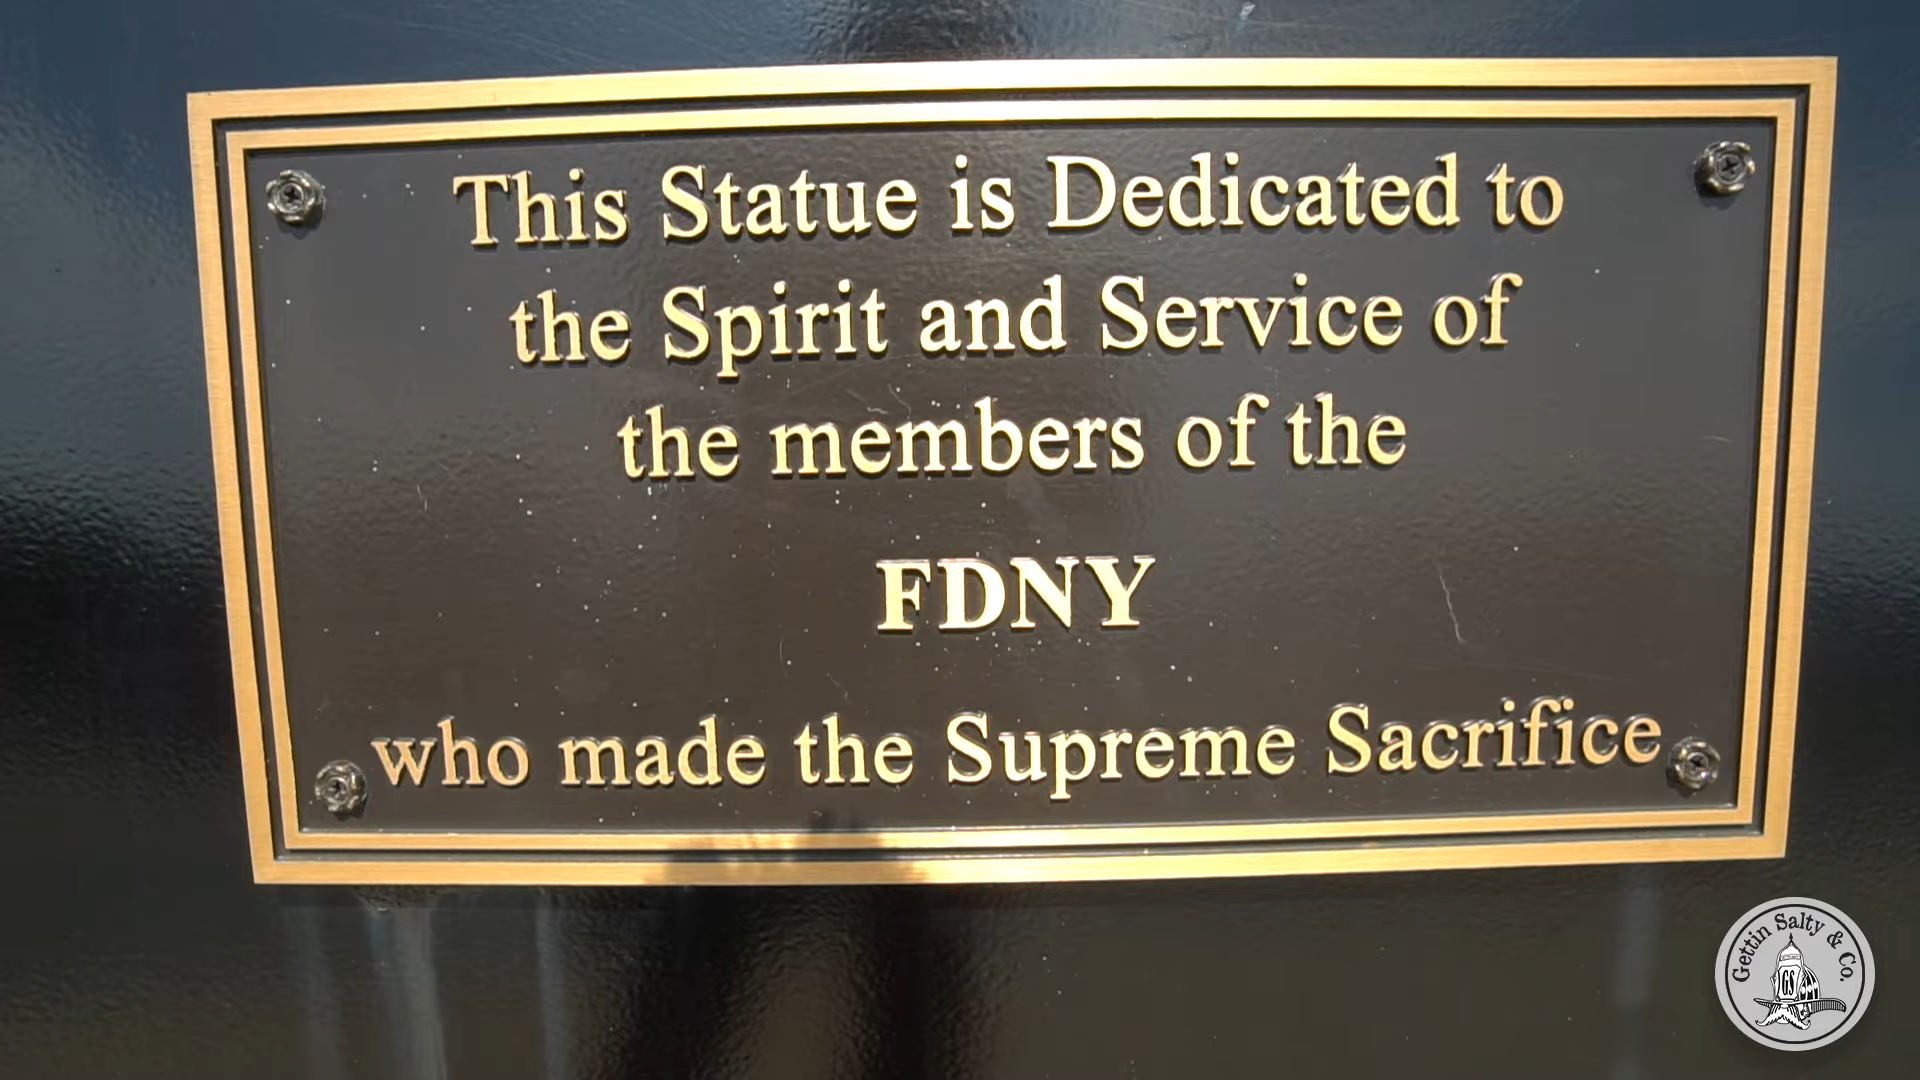 This Statue is Dedicated to
the Spirit and Service of
the members of the
FDNY
who made the Supreme Sacrifice
Gettin Salty & Co.
GS